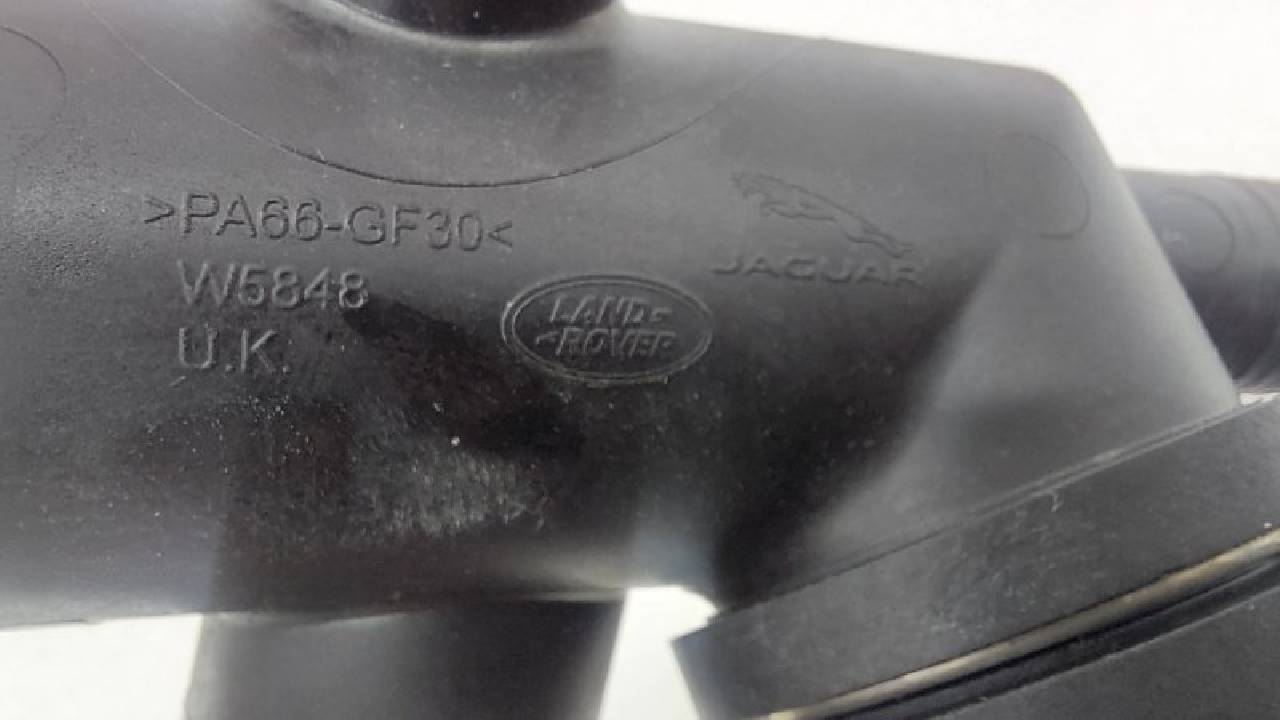 >PA66-GF30<
W5848
U.K.
LAND-
-ROVER
JAGUAR